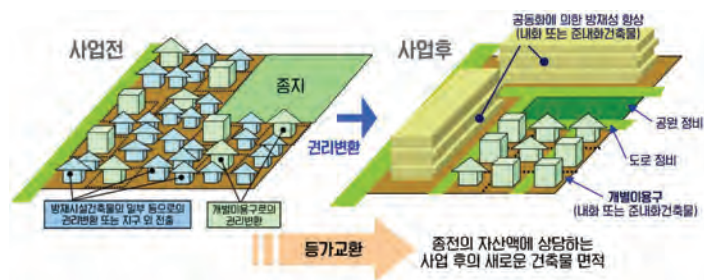 사업전
종지
방재시설건축물의 일부 등으로의
권리변환 또는 지구 외 전출
개별이용구로의
권리변환
권리변환
사업후
공동화에 의한 방재성 향상
(내화 또는 준내화건축물)
공원 정비
도로 정비
개별이용구
(내화 또는 준내화건축물)
등가교환
종전의 자산액에 상당하는
사업 후의 새로운 건축물 면적